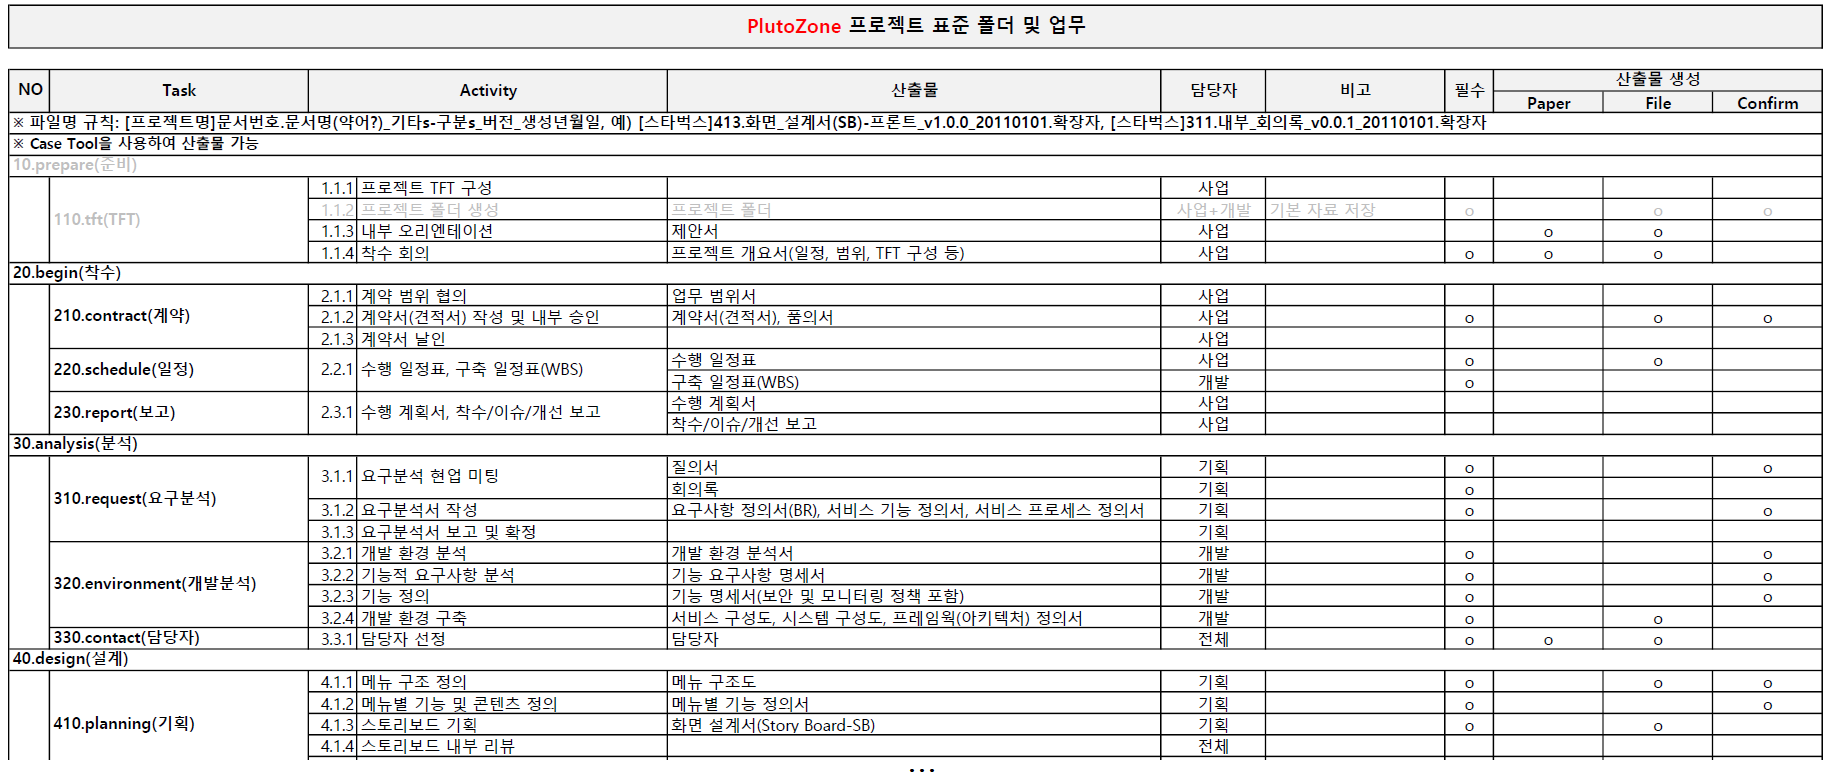 PlutoZone 프로젝트 표준 폴더 및 업무
NO Task Activity 산출물 담당자 비고 필수 산출물 생성
Paper File Confirm
※ 파일명 규칙: [프로젝트명]문서번호.문서명(약어?)_기타s-구분s_버전_생성년월일, 예) [스타벅스]413.화면_설계서(SB)-프론트_v1.0.0_20110101.확장자, [스타벅스]311.내부_회의록_v0.0.1_20110101.확장자
※ Case Tool을 사용하여 산출물 가능
10.prepare(준비)
110.tft(TFT)
1.1.1 프로젝트 TFT 구성 사업
1.1.2 프로젝트 폴더 생성 프로젝트 폴더 사업+개발 기본 자료 저장 o o o
1.1.3 내부 오리엔테이션 제안서 사업 o o
1.1.4 착수 회의 프로젝트 개요서(일정, 범위, TFT 구성 등) 사업 o o o
20.begin(착수)
210.contract(계약)
2.1.1 계약 범위 협의 업무 범위서 사업
2.1.2 계약서(견적서) 작성 및 내부 승인 계약서(견적서), 품의서 사업 o o o
2.1.3 계약서 날인 사업
220.schedule(일정) 2.2.1 수행 일정표, 구축 일정표(WBS)
수행 일정표 사업 o o
구축 일정표(WBS) 개발 o
230.report(보고) 2.3.1 수행 계획서, 착수/이슈/개선 보고
수행 계획서 사업
착수/이슈/개선 보고 사업
30.analysis(분석)
310.request(요구분석)
3.1.1 요구분석 현업 미팅
질의서 기획 o o
회의록 기획 o
3.1.2 요구분석서 작성 요구사항 정의서(BR), 서비스 기능 정의서, 서비스 프로세스 정의서 기획 o o
3.1.3 요구분석서 보고 및 확정 기획
320.environment(개발분석)
3.2.1 개발 환경 분석 개발 환경 분석서 개발 o o
3.2.2 기능적 요구사항 분석 기능 요구사항 명세서 개발 o o
3.2.3 기능 정의 기능 명세서(보안 및 모니터링 정책 포함) 개발 o o
3.2.4 개발 환경 구축 서비스 구성도, 시스템 구성도, 프레임웍(아키텍처) 정의서 개발 o o
330.contact(담당자) 3.3.1 담당자 선정 담당자 전체 o o o
40.design(설계)
410.planning(기획)
4.1.1 메뉴 구조 정의 메뉴 구조도 기획 o o o
4.1.2 메뉴별 기능 및 콘텐츠 정의 메뉴별 기능 정의서 기획 o o
4.1.3 스토리보드 기획 화면 설계서(Story Board-SB) 기획 o o
4.1.4 스토리보드 내부 리뷰 전체
...